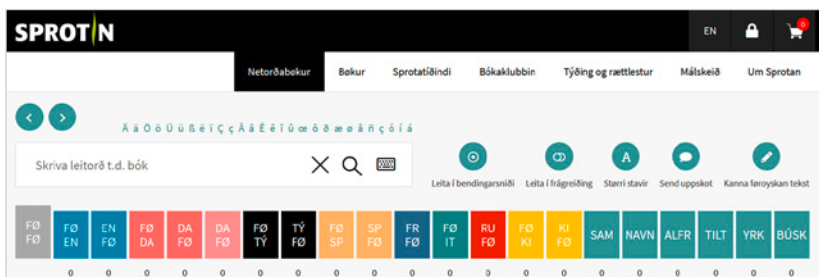 SPROTIN
EN
0
Netorðabøkur Bøkur Sprotatíðindi Bókaklubbin Týðing og rættlestur Málskeið Um Sprotan
Ä ä Ö ö Ü ü ß ë ï Ç ç Â â Ê ê Î û œ ô ð æ ø å ñ ç ó í á
Skriva leitorð t.d. bók
Leita í bendingarsniði Leita í frágreiðing Størri stavir Send uppskot Kanna føroyskan tekst
FØ FØ EN FØ DA DA FØ TÝ FØ SP FR FØ RU FØ KI SAM NAVN ALFR TILT YRK BÚSK
FØ EN FØ DA FØ FØ TÝ FØ SP FØ FØ IT FØ KI FØ
0 0 0 0 0 0 0 0 0 0 0 0 0 0 0 0 0 0 0 0